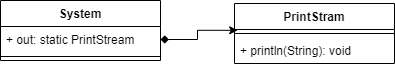 System
+ out: static PrintStream
PrintStram
+ println(String): void